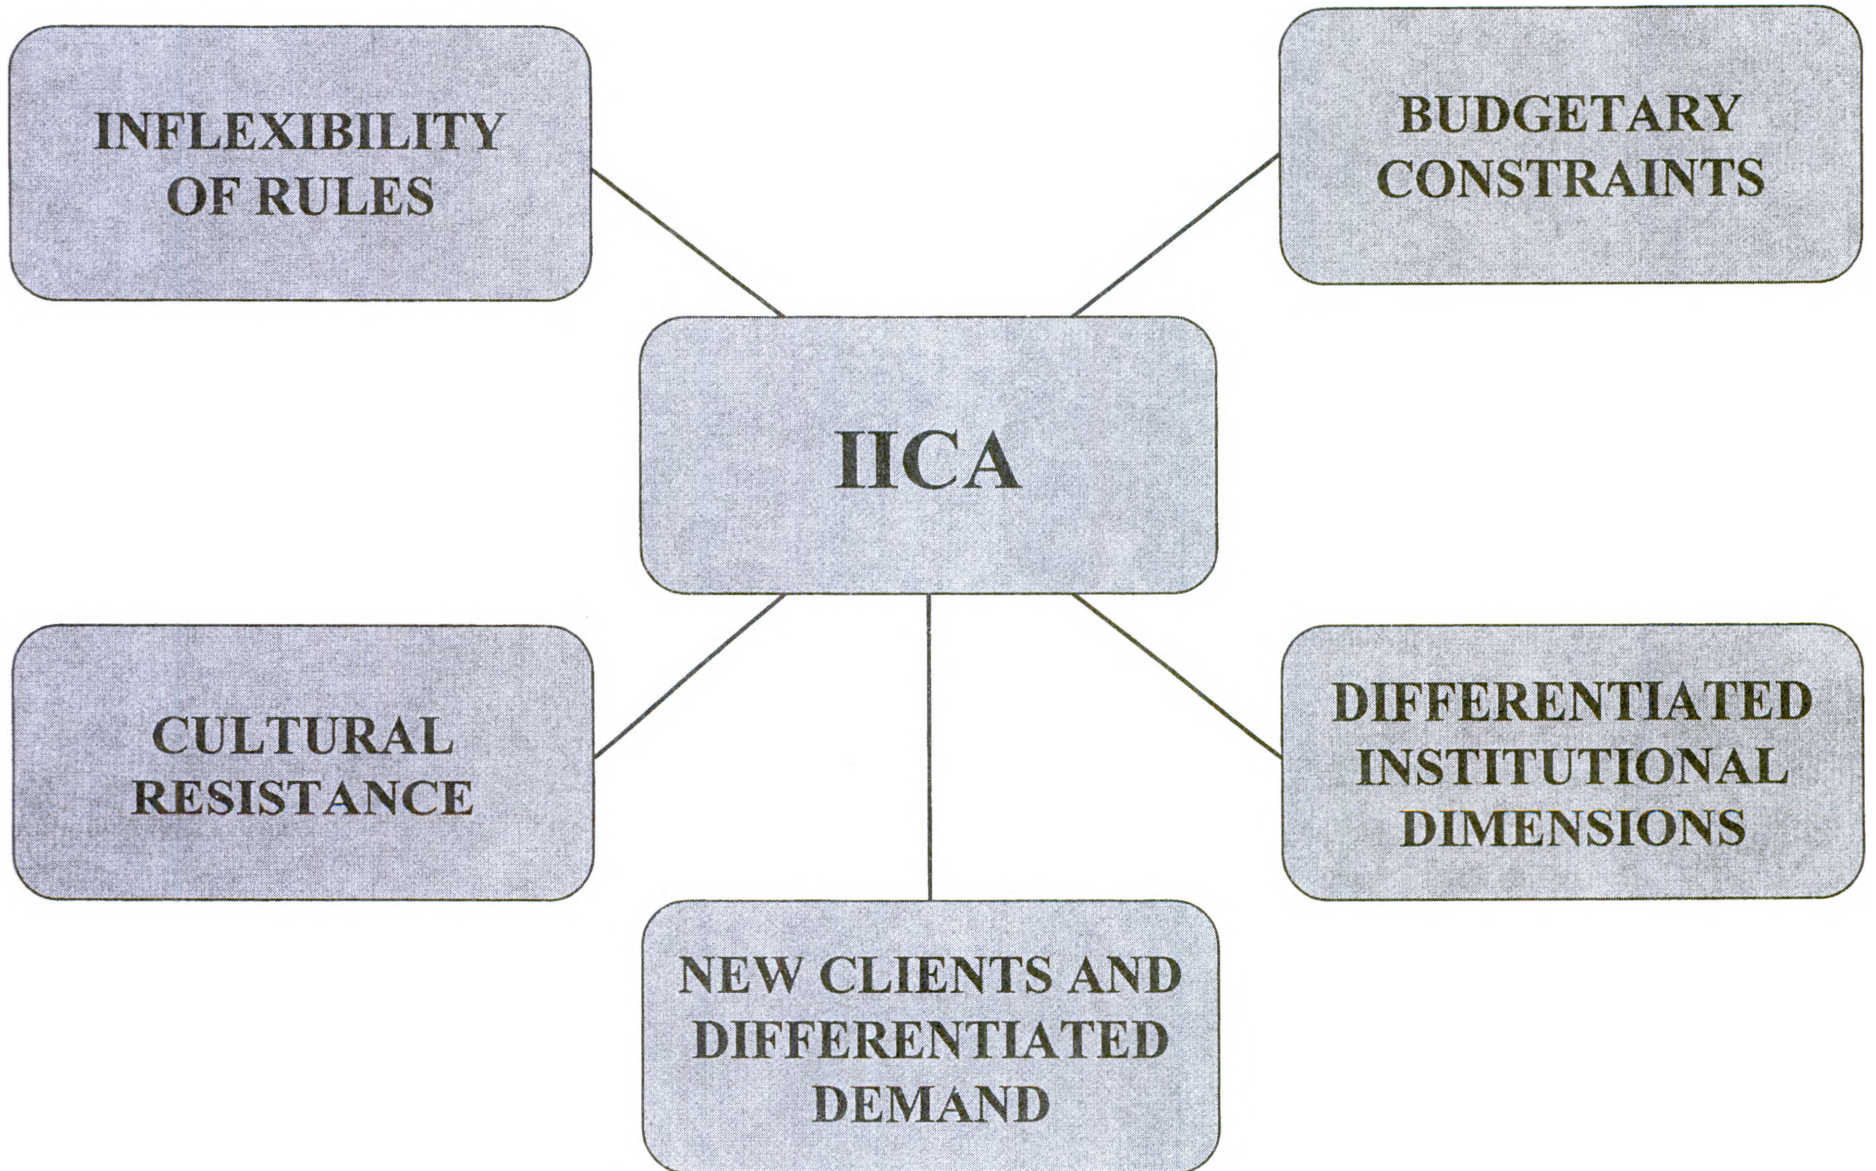 INFLEXIBILITY
OF RULES
BUDGETARY
CONSTRAINTS
IICA
CULTURAL
RESISTANCE
DIFFERENTIATED
INSTITUTIONAL
DIMENSIONS
NEW CLIENTS AND
DIFFERENTIATED
DEMAND